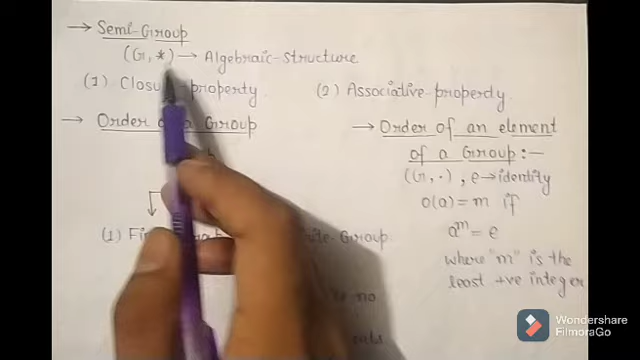 → Semi-Group
(G, *) → Algebraic-structure
(1) Closu property (2) Associative-property
→ Order of a Group
→ Order of an element
of a Group:-
(G, ·) , e → identity
o(a) = m if
a^m = e
where "m" is the
least +ve integer
(1) Fi Group
no
Wondershare
FilmoraGo